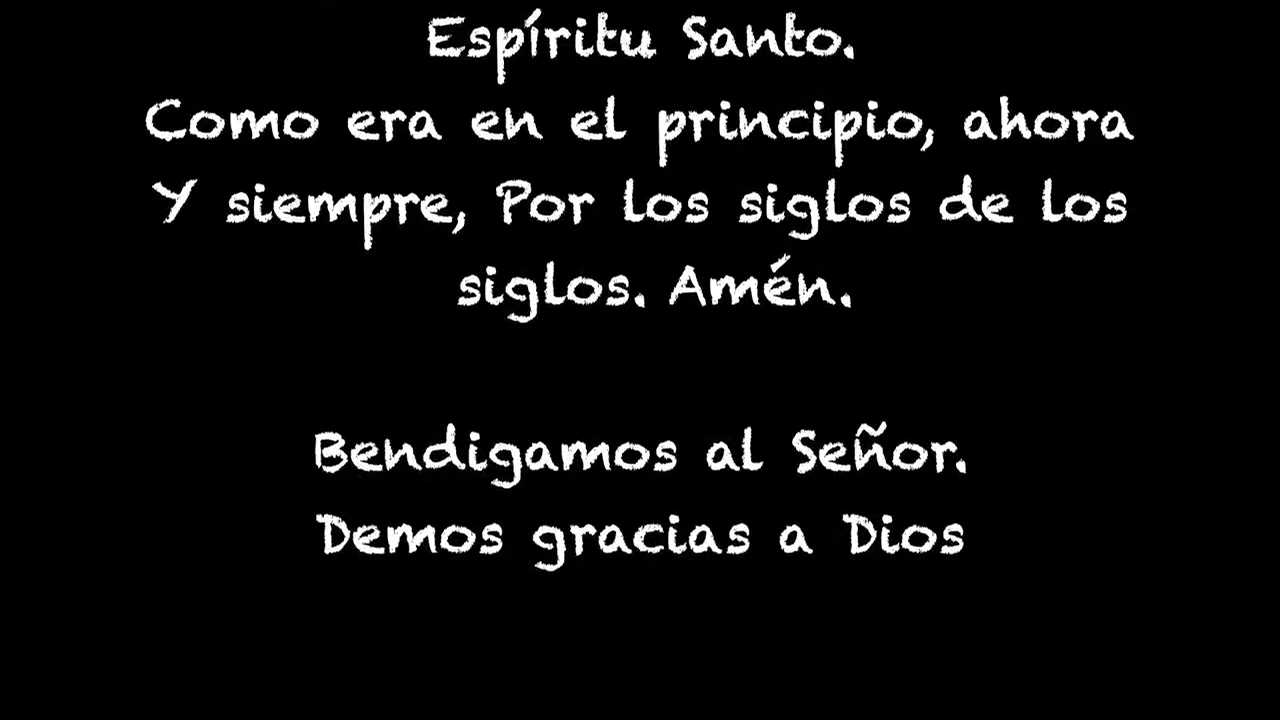 Espíritu Santo.
Como era en el principio, ahora
Y siempre, Por los siglos de los
siglos. Amén.
Bendigamos al Señor.
Demos gracias a Dios